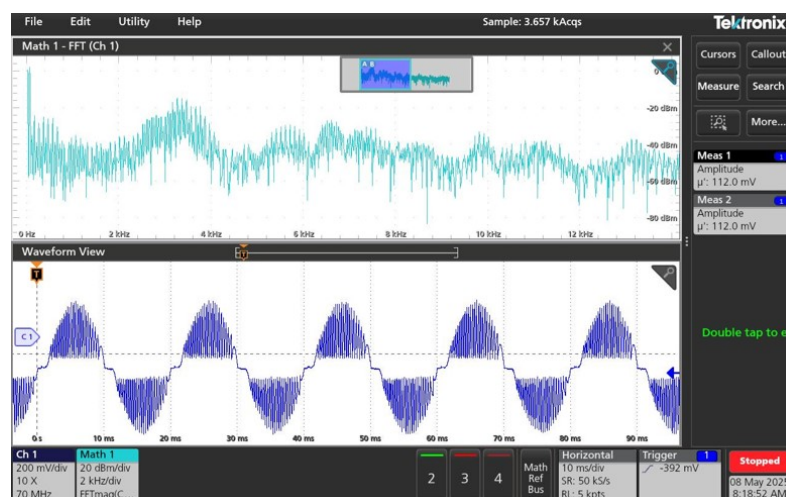 File Edit Utility Help Sample: 3.657 kAcqs Tektronix
Math 1 - FFT (Ch 1)
Cursors Callout
Measure Search
More...
A B
-20 dBm
-40 dBm
-60 dBm
-80 dBm
0 Hz 2 kHz 4 kHz 6 kHz 8 kHz 10 kHz 12 kHz
Meas 1 1
Amplitude
µ': 112.0 mV
Meas 2 1
Amplitude
µ': 112.0 mV
Waveform View
T
T
C 1
Double tap to e
0 s 10 ms 20 ms 30 ms 40 ms 50 ms 60 ms 70 ms 80 ms 90 ms
Ch 1
200 mV/div
10 X
70 MHz
Math 1
20 dBm/div
2 kHz/div
FFTmag(C...
2 3 4
Math
Ref
Bus
Horizontal
10 ms/div
SR: 50 kS/s
RL: 5 kpts
Trigger 1
-392 mV
Stopped
08 May 2025
8:18:52 AM